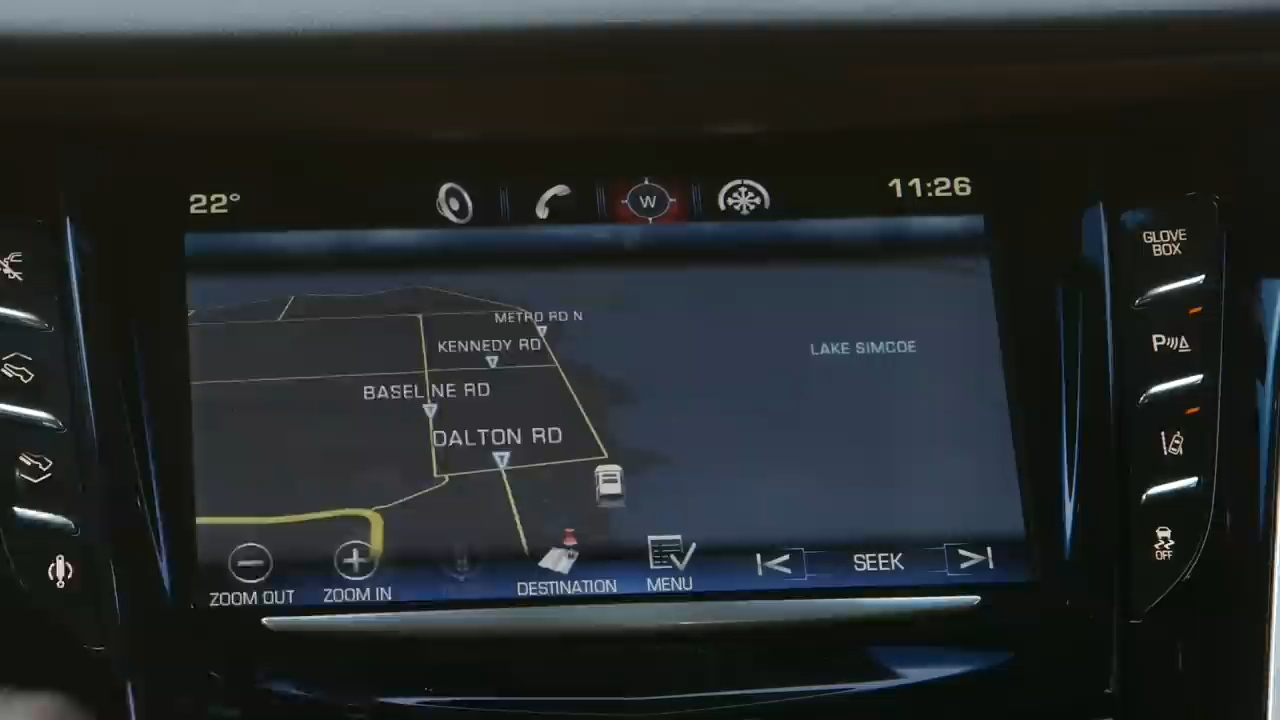 22°
W
11:26
GLOVE
BOX
METRO RD N
KENNEDY RD
LAKE SIMCOE
BASELINE RD
DALTON RD
ZOOM OUT
ZOOM IN
DESTINATION
MENU
SEEK
P
OFF